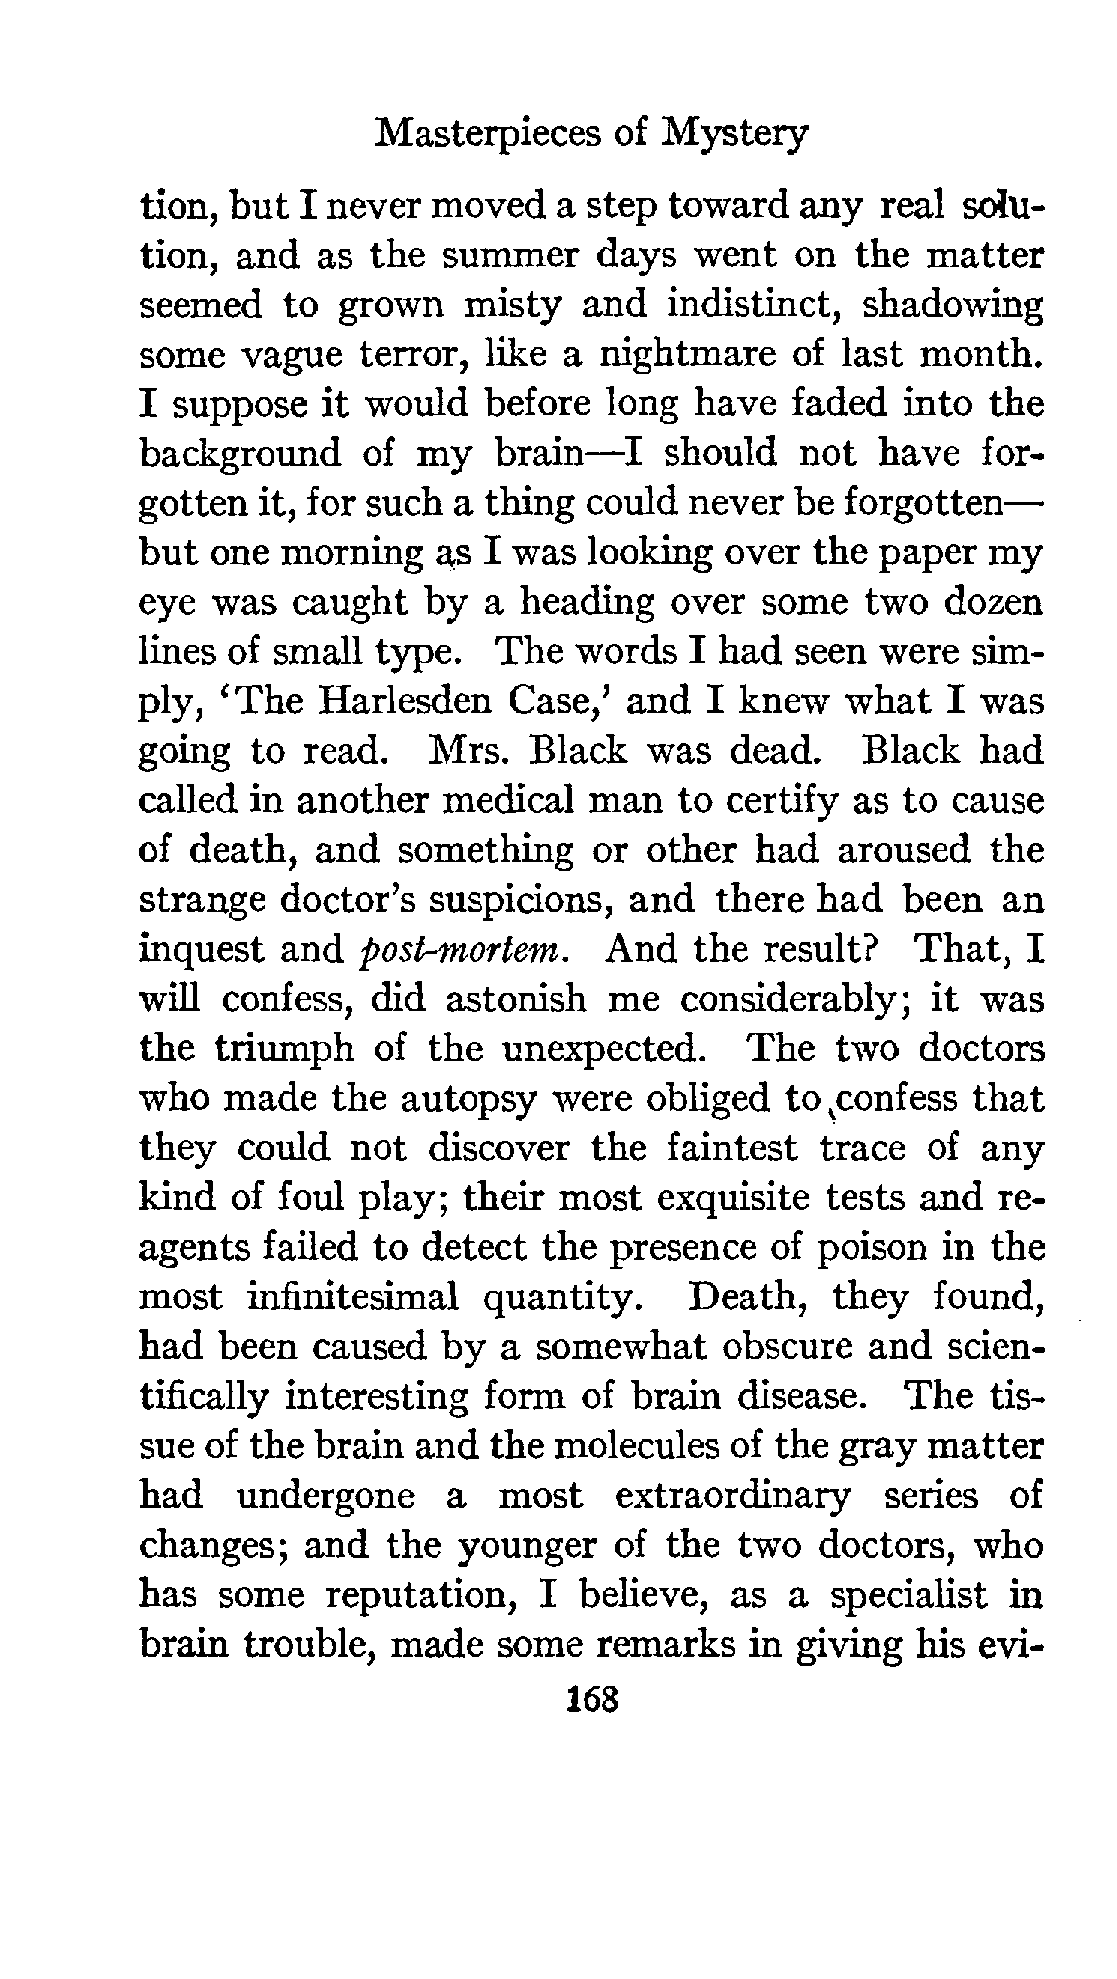 Masterpieces of Mystery
tion, but I never moved a step toward any real solu-
tion, and as the summer days went on the matter
seemed to grown misty and indistinct, shadowing
some vague terror, like a nightmare of last month.
I suppose it would before long have faded into the
background of my brain—I should not have for-
gotten it, for such a thing could never be forgotten—
but one morning as I was looking over the paper my
eye was caught by a heading over some two dozen
lines of small type. The words I had seen were sim-
ply, ‘The Harlesden Case,’ and I knew what I was
going to read. Mrs. Black was dead. Black had
called in another medical man to certify as to cause
of death, and something or other had aroused the
strange doctor’s suspicions, and there had been an
inquest and post-mortem. And the result? That, I
will confess, did astonish me considerably; it was
the triumph of the unexpected. The two doctors
who made the autopsy were obliged to confess that
they could not discover the faintest trace of any
kind of foul play; their most exquisite tests and re-
agents failed to detect the presence of poison in the
most infinitesimal quantity. Death, they found,
had been caused by a somewhat obscure and scien-
tifically interesting form of brain disease. The tis-
sue of the brain and the molecules of the gray matter
had undergone a most extraordinary series of
changes; and the younger of the two doctors, who
has some reputation, I believe, as a specialist in
brain trouble, made some remarks in giving his evi-
168